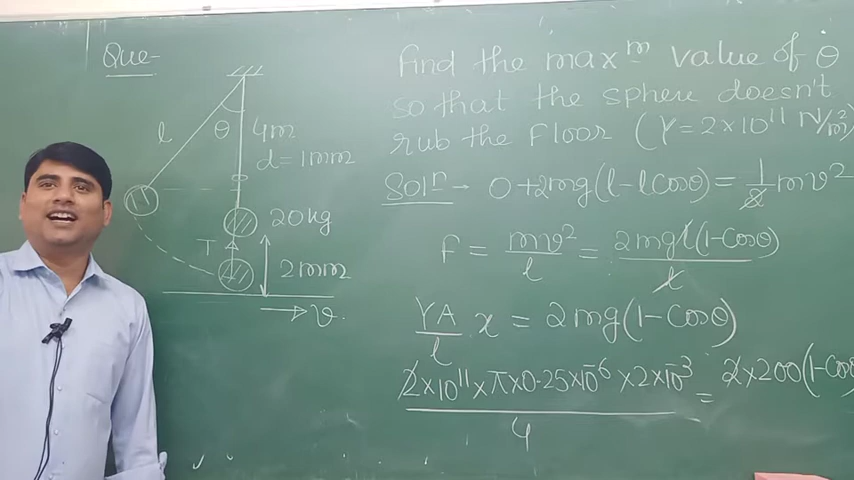 Que-
Find the maxᵐ value of θ
so that the sphere doesn't
rub the Floor (Y=2×10¹¹ N/m²)
l
θ
4m
d=1mm
M
20kg
T
2mm
v.
Solⁿ- 0+2mg(l-lCosθ)=1/2 mv²
F = mv²/l = 2mgl(1-Cosθ)/l
YA/l x = 2mg(1-Cosθ)
2×10¹¹×π×0.25×10⁻⁶×2×10⁻³/4 = 2×200(1-Cosθ